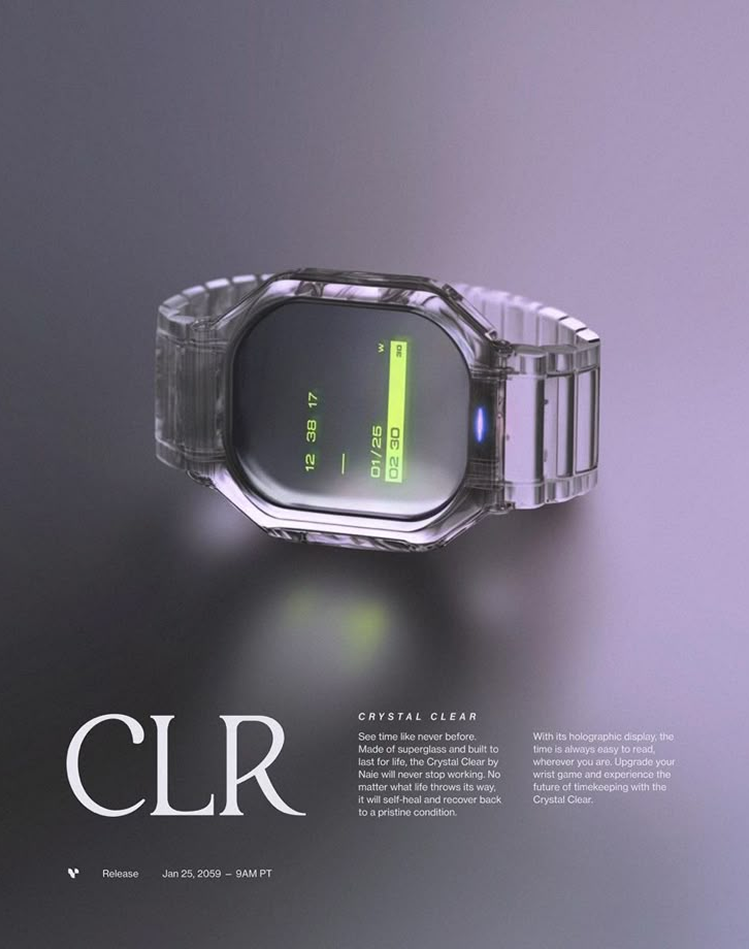 12 38 17
01/25
W
02 30
30
CLR
CRYSTAL CLEAR
See time like never before.
Made of superglass and built to
last for life, the Crystal Clear by
Naie will never stop working. No
matter what life throws its way,
it will self-heal and recover back
to a pristine condition.
With its holographic display, the
time is always easy to read,
wherever you are. Upgrade your
wrist game and experience the
future of timekeeping with the
Crystal Clear.
Release
Jan 25, 2059 — 9AM PT